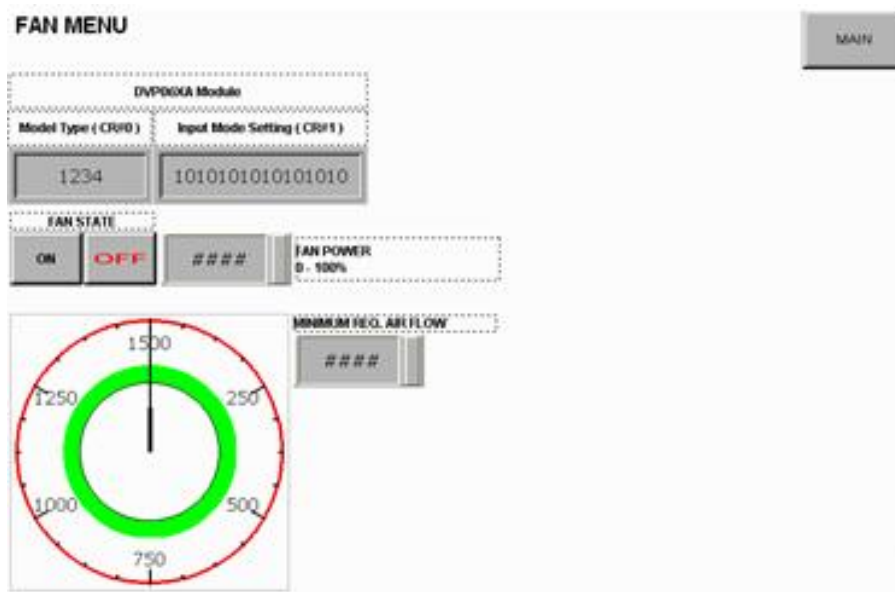 FAN MENU
MAIN
DVP06XA Module
Model Type ( CR#0 )
Input Mode Setting ( CR#1 )
1234
1010101010101010
FAN STATE
ON
OFF
####
FAN POWER
0 - 100%
MINIMUM REQ. AIR FLOW
####
1500
1250
250
1000
500
750